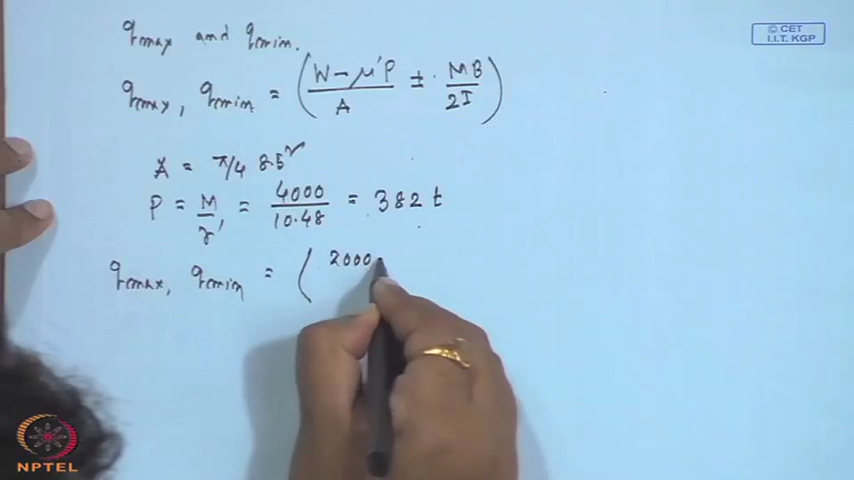 © CET
I.I.T. KGP
qmax and qmin.
qmax, qmin = ( (W - μ'P)/A ± MB/2I )
A = π/4 8.5²
P = M/r' = 4000/10.48 = 382 t
qmax, qmin = ( 2000
NPTEL